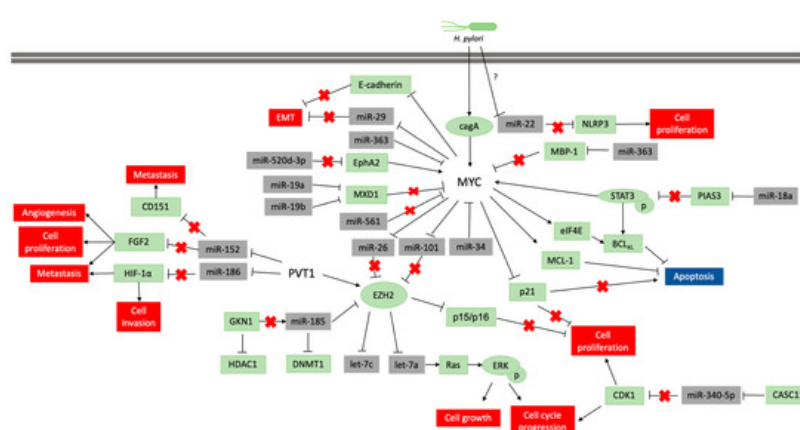 H. pylori
?
E-cadherin
EMT
miR-29
miR-363
cagA
miR-22
NLRP3
Cell
proliferation
miR-520d-3p
EphA2
MBP-1
miR-363
MYC
miR-19a
miR-19b
MXD1
miR-561
STAT3
p
PIAS3
miR-18a
Metastasis
CD151
Angiogenesis
Cell
proliferation
FGF2
Metastasis
HIF-1α
miR-152
miR-186
PVT1
miR-26
miR-101
miR-34
eIF4E
BCLXL
MCL-1
Apoptosis
Cell
invasion
EZH2
p21
GKN1
miR-185
p15/p16
Cell
proliferation
HDAC1
DNMT1
let-7c
let-7a
Ras
ERK
p
CDK1
miR-340-5p
CASC11
Cell growth
Cell cycle
progression